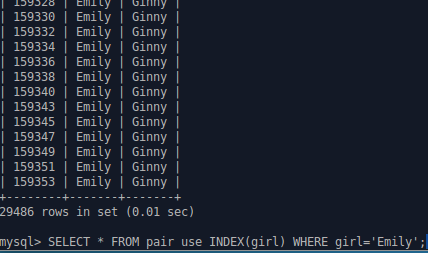 | 159328 | Emily | Ginny |
| 159330 | Emily | Ginny |
| 159332 | Emily | Ginny |
| 159334 | Emily | Ginny |
| 159336 | Emily | Ginny |
| 159338 | Emily | Ginny |
| 159340 | Emily | Ginny |
| 159343 | Emily | Ginny |
| 159345 | Emily | Ginny |
| 159347 | Emily | Ginny |
| 159349 | Emily | Ginny |
| 159351 | Emily | Ginny |
| 159353 | Emily | Ginny |
+--------+-------+-------+
29486 rows in set (0.01 sec)
mysql> SELECT * FROM pair use INDEX(girl) WHERE girl='Emily';